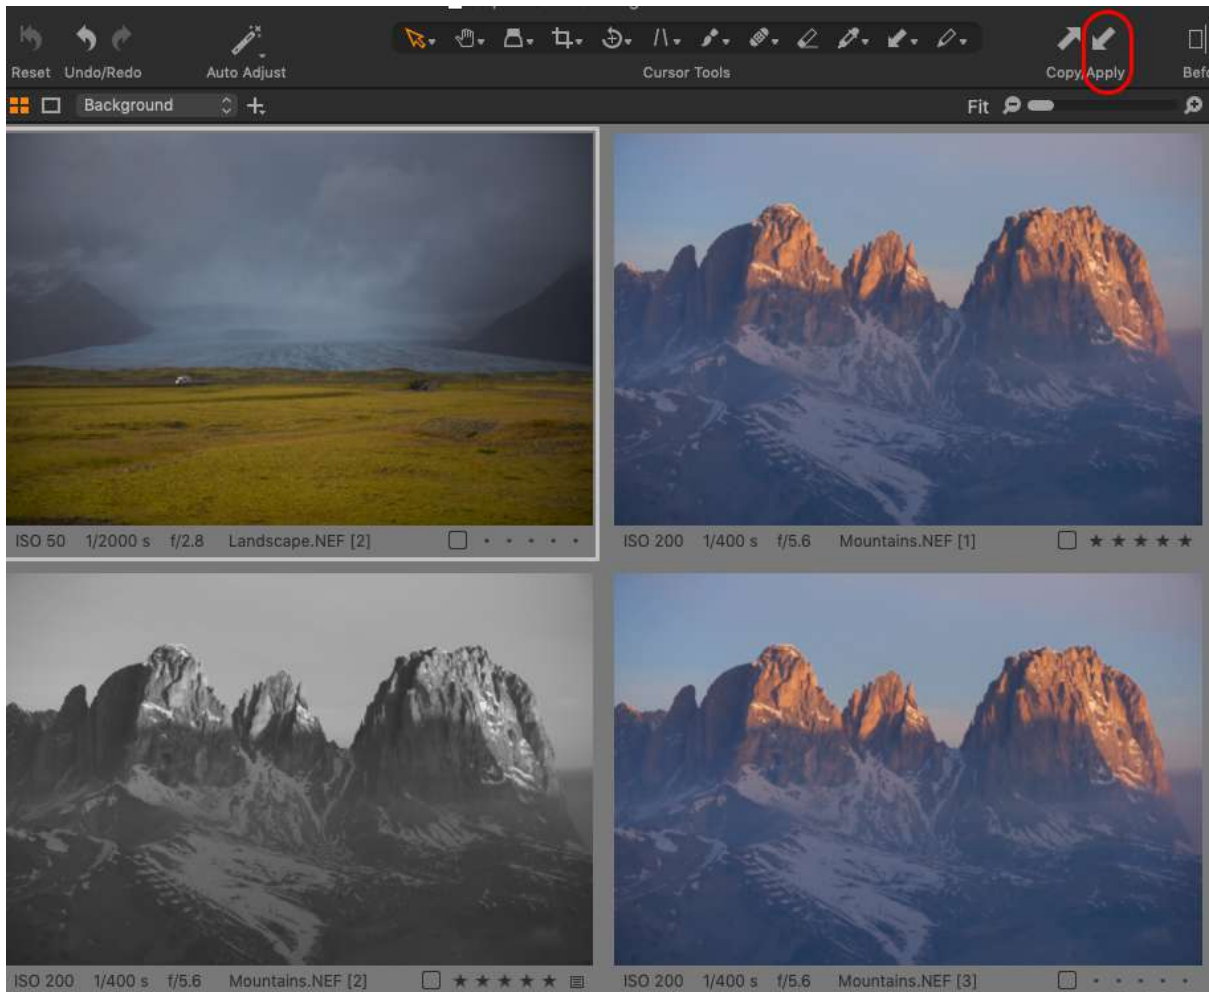 Reset Undo/Redo Auto Adjust Cursor Tools Copy/Apply
Background Fit
ISO 50 1/2000 s f/2.8 Landscape.NEF [2]
ISO 200 1/400 s f/5.6 Mountains.NEF [1]
ISO 200 1/400 s f/5.6 Mountains.NEF [2]
ISO 200 1/400 s f/5.6 Mountains.NEF [3]